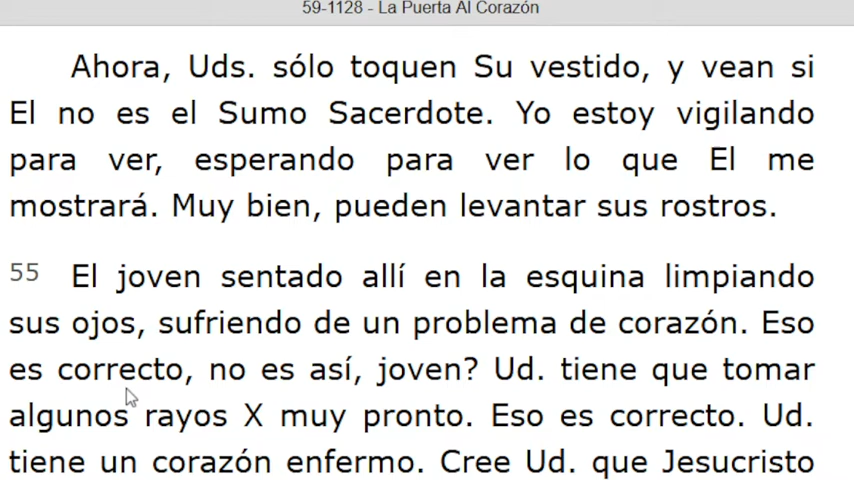 59-1128 - La Puerta Al Corazón
Ahora, Uds. sólo toquen Su vestido, y vean si
El no es el Sumo Sacerdote. Yo estoy vigilando
para ver, esperando para ver lo que El me
mostrará. Muy bien, pueden levantar sus rostros.
55 El joven sentado allí en la esquina limpiando
sus ojos, sufriendo de un problema de corazón. Eso
es correcto, no es así, joven? Ud. tiene que tomar
algunos rayos X muy pronto. Eso es correcto. Ud.
tiene un corazón enfermo. Cree Ud. que Jesucristo